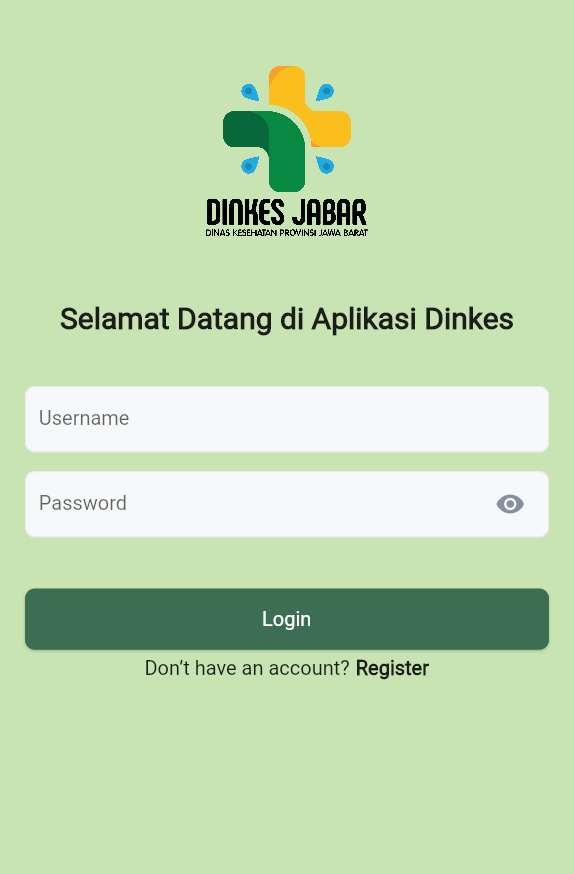 DINKES JABAR
DINAS KESEHATAN PROVINSI JAWA BARAT
Selamat Datang di Aplikasi Dinkes
Username
Password
Login
Don’t have an account? Register